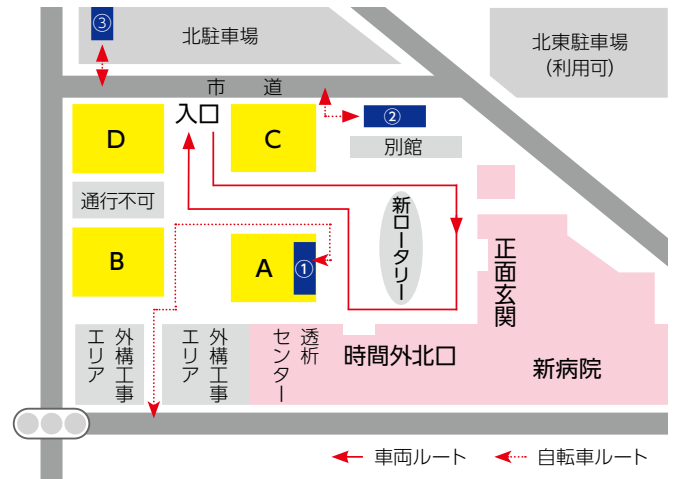 ③
北駐車場
北東駐車場
(利用可)
市 道
入口
②
D
C
別館
通行不可
新ロータリー
B
A
①
正面玄関
外構工事
エリア
外構工事
エリア
透析
センター
時間外北口
新病院
車両ルート
自転車ルート